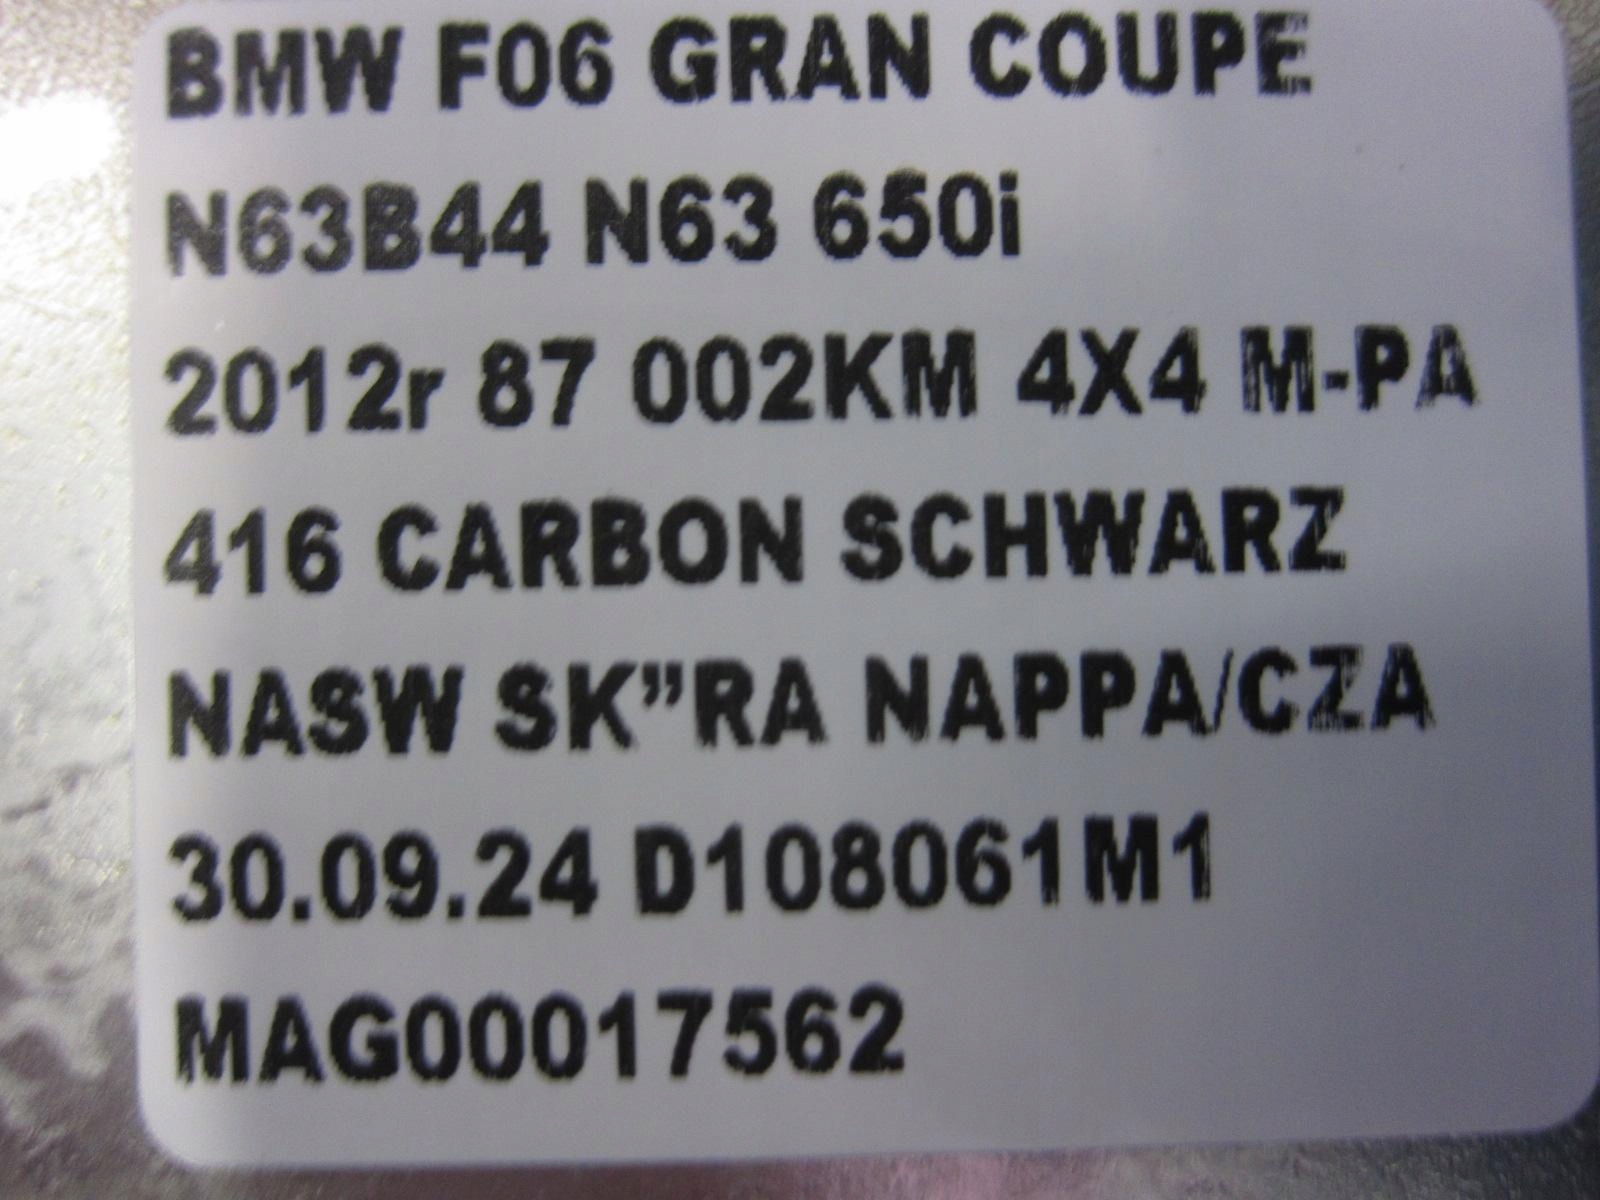 BMW F06 GRAN COUPE
N63B44 N63 650i
2012r 87 002KM 4X4 M-PA
416 CARBON SCHWARZ
NASW SK”RA NAPPA/CZA
30.09.24 D108061M1
MAG00017562